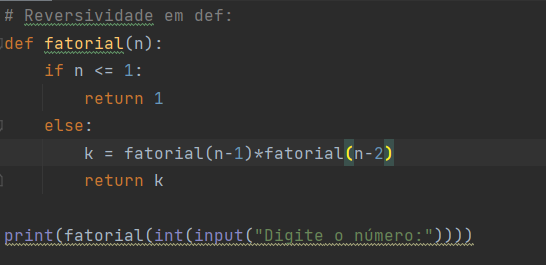 # Reversividade em def:
def fatorial(n):
    if n <= 1:
        return 1
    else:
        k = fatorial(n-1)*fatorial(n-2)
        return k
print(fatorial(int(input("Digite o número:"))))